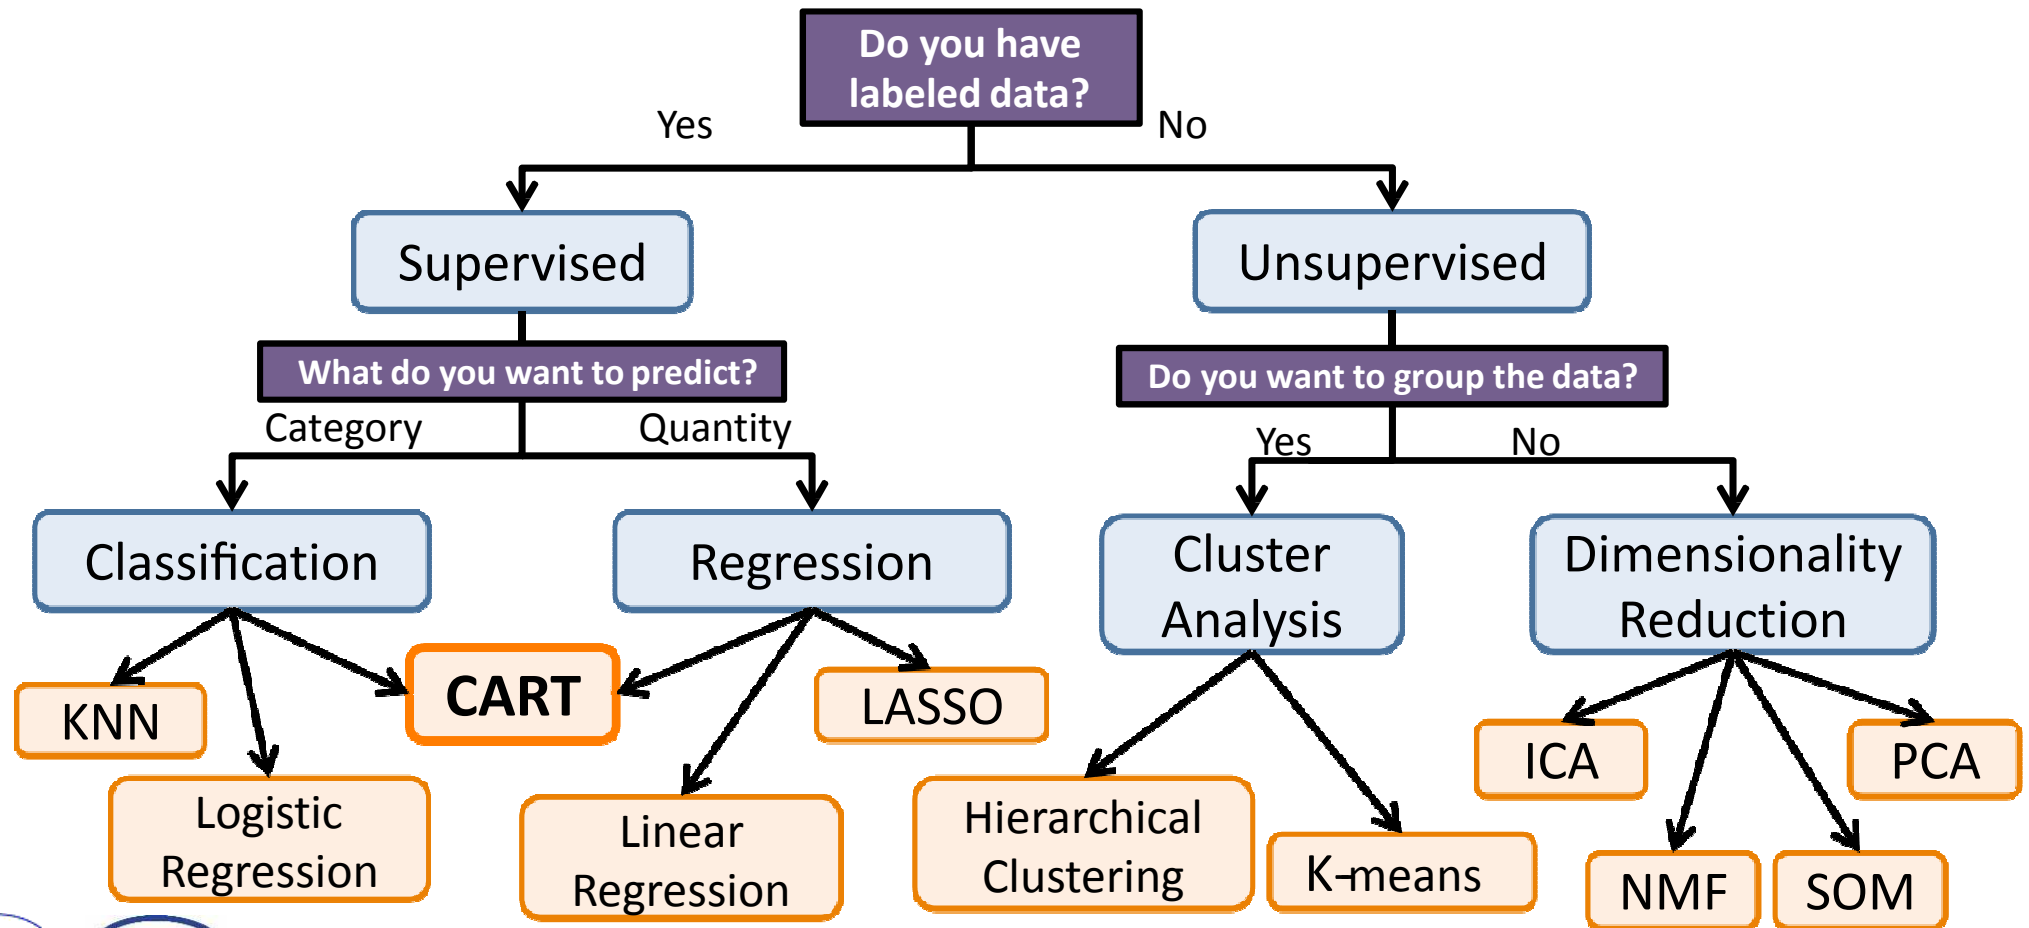 Do you have
labeled data?
Yes
No
Supervised
Unsupervised
What do you want to predict?
Do you want to group the data?
Category
Quantity
Yes
No
Classification
Regression
Cluster
Analysis
Dimensionality
Reduction
KNN
CART
LASSO
ICA
PCA
Logistic
Regression
Linear
Regression
Hierarchical
Clustering
K-means
NMF
SOM